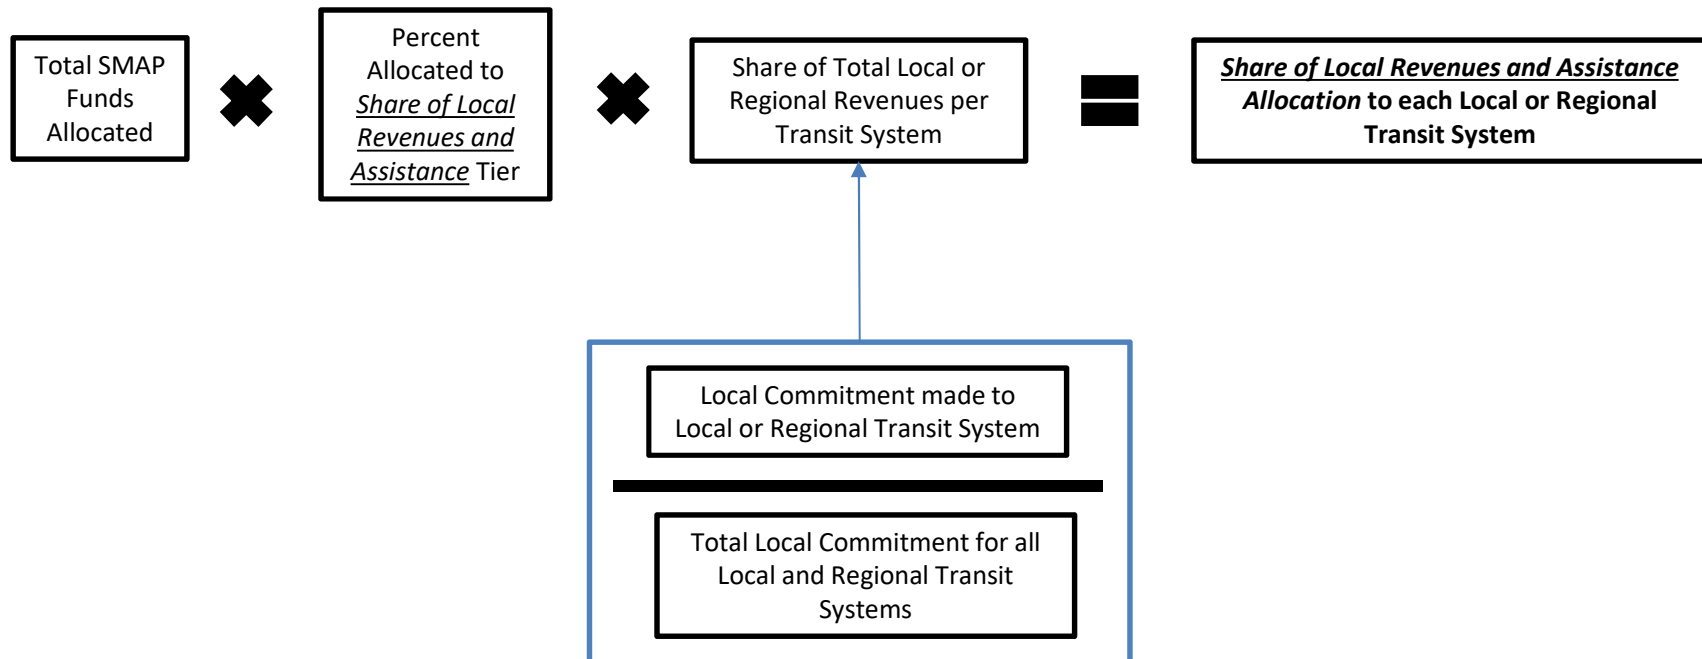 Total SMAP
Funds
Allocated
Percent
Allocated to
Share of Local
Revenues and
Assistance Tier
Share of Total Local or
Regional Revenues per
Transit System
Share of Local Revenues and Assistance
Allocation to each Local or Regional
Transit System
Local Commitment made to
Local or Regional Transit System
Total Local Commitment for all
Local and Regional Transit
Systems